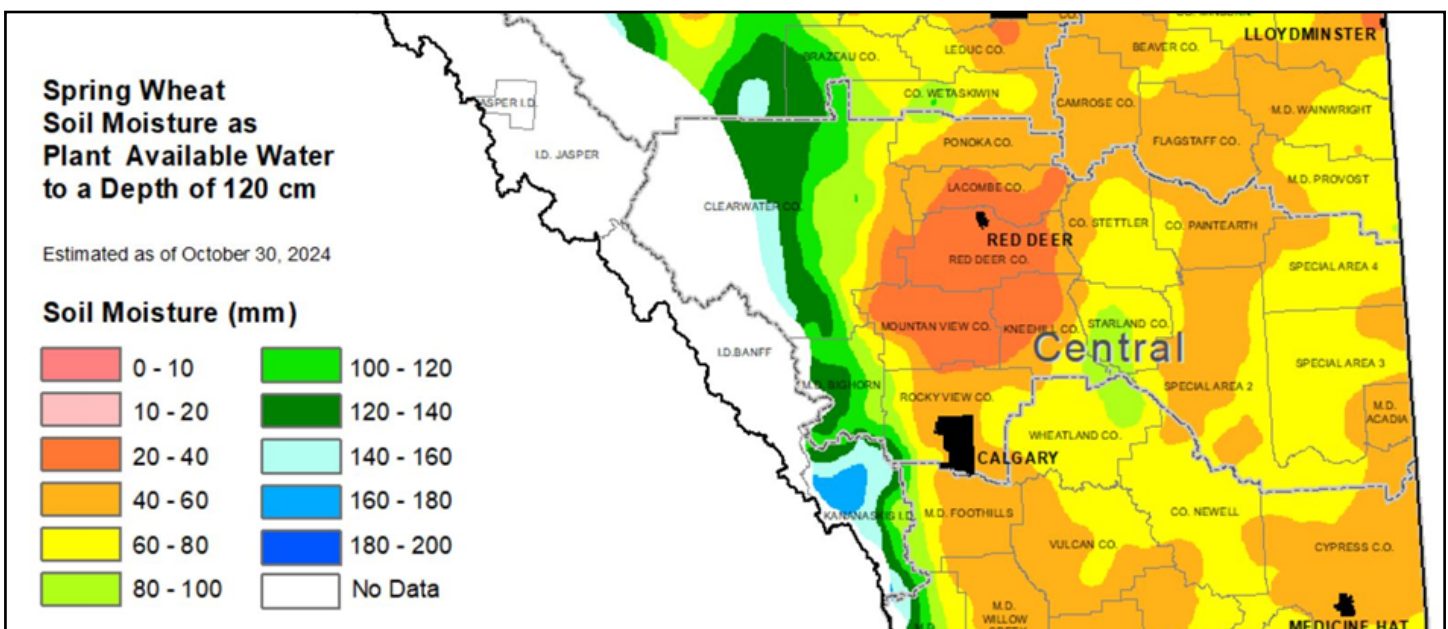 Spring Wheat
Soil Moisture as
Plant Available Water
to a Depth of 120 cm
Estimated as of October 30, 2024
Soil Moisture (mm)
0 - 10
10 - 20
20 - 40
40 - 60
60 - 80
80 - 100
100 - 120
120 - 140
140 - 160
160 - 180
180 - 200
No Data
LLOYDMINSTER
BRAZEAU CO.
LEDUC CO.
BEAVER CO.
CO. WETASKIWIN
CAMROSE CO.
M.D. WAINWRIGHT
JASPER I.D.
I.D. JASPER
PONOKA CO.
FLAGSTAFF CO.
LACOMBE CO.
M.D. PROVOST
CLEARWATER CO.
RED DEER
CO. STETTLER
CO. PAINTEARTH
RED DEER CO.
SPECIAL AREA 4
MOUNTAN VIEW CO.
KNEEHILL CO.
STARLAND CO.
Central
I.D.BANFF
SPECIAL AREA 3
M.D. BIGHORN
SPECIAL AREA 2
ROCKY VIEW CO.
M.D.
ACADIA
WHEATLAND CO.
CALGARY
KANANASKIS I.D.
M.D. FOOTHILLS
CO. NEWELL
VULCAN CO.
CYPRESS C.O.
M.D.
WILLOW
MEDICINE HAT